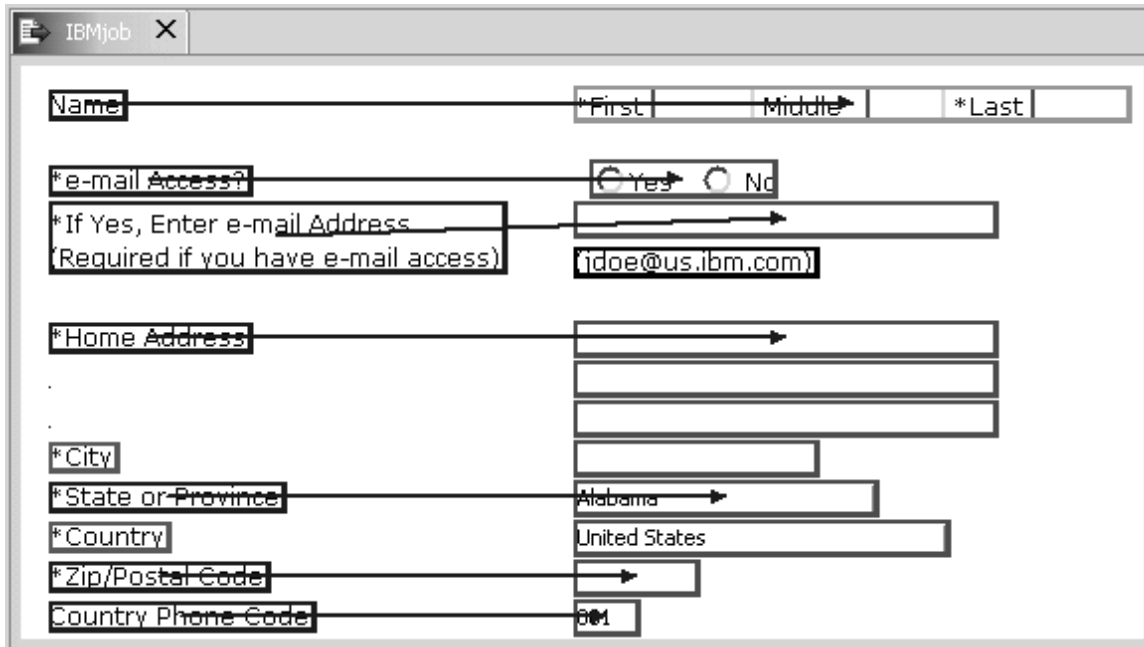 IBMjob
Name *First Middle *Last
*e-mail Access? Yes No
*If Yes, Enter e-mail Address
(Required if you have e-mail access) (jdoe@us.ibm.com)
*Home Address
*City
*State or Province Alabama
*Country United States
*Zip/Postal Code
Country Phone Code 001